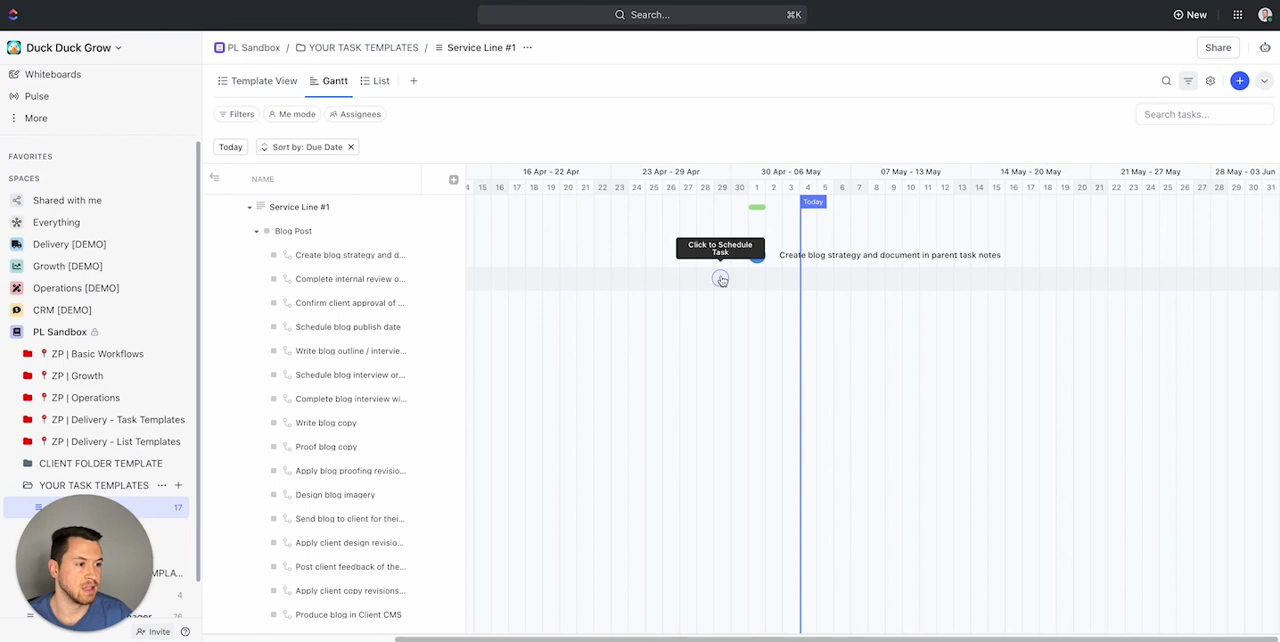 Search... ⌘K
New
Duck Duck Grow
PL Sandbox / YOUR TASK TEMPLATES / Service Line #1 ...
Share
Whiteboards
Pulse
More
Template View Gantt List +
Filters Me mode Assignees
Search tasks...
Today Sort by: Due Date
FAVORITES
SPACES
Shared with me
Everything
Delivery [DEMO]
Growth [DEMO]
Operations [DEMO]
CRM [DEMO]
PL Sandbox
ZP | Basic Workflows
ZP | Growth
ZP | Operations
ZP | Delivery - Task Templates
ZP | Delivery - List Templates
CLIENT FOLDER TEMPLATE
YOUR TASK TEMPLATES ... +
17
4
Invite
NAME
16 Apr - 22 Apr 23 Apr - 29 Apr 30 Apr - 06 May 07 May - 13 May 14 May - 20 May 21 May - 27 May 28 May - 03 Jun
4 15 16 17 18 19 20 21 22 23 24 25 26 27 28 29 30 1 2 3 4 5 6 7 8 9 10 11 12 13 14 15 16 17 18 19 20 21 22 23 24 25 26 27 28 29 30 31
Today
Service Line #1
Blog Post
Create blog strategy and d...
Complete internal review o...
Confirm client approval of ...
Schedule blog publish date
Write blog outline / intervie...
Schedule blog interview or...
Complete blog interview wi...
Write blog copy
Proof blog copy
Apply blog proofing revisio...
Design blog imagery
Send blog to client for thei...
Apply client design revisio...
Post client feedback of the...
Apply client copy revisions...
Produce blog in Client CMS
Click to Schedule
Task
Create blog strategy and document in parent task notes